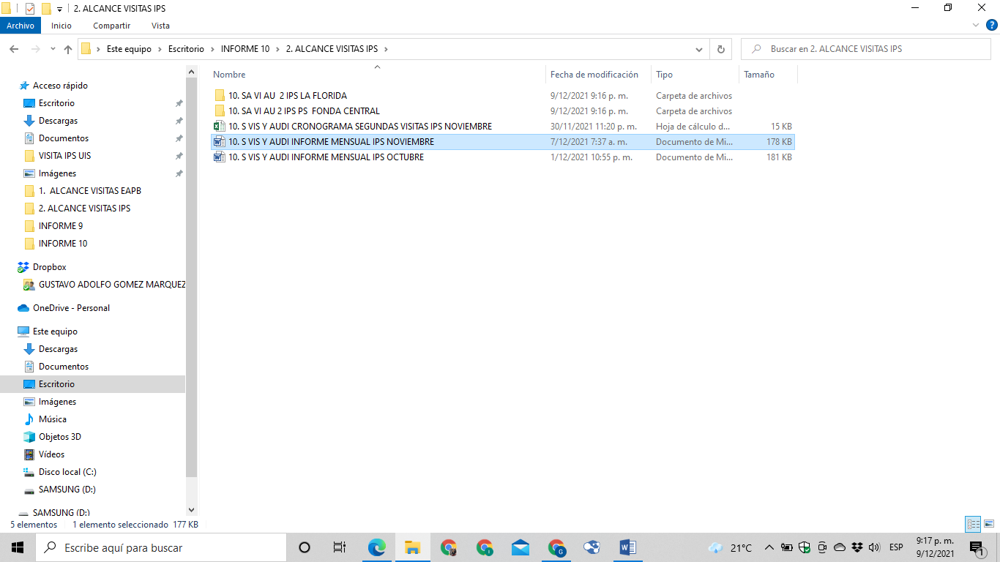 2. ALCANCE VISITAS IPS
Archivo Inicio Compartir Vista
Este equipo Escritorio INFORME 10 2. ALCANCE VISITAS IPS
Buscar en 2. ALCANCE VISITAS IPS
Nombre Fecha de modificación Tipo Tamaño
10. SA VI AU 2 IPS LA FLORIDA 9/12/2021 9:16 p. m. Carpeta de archivos
10. SA VI AU 2 IPS PS FONDA CENTRAL 9/12/2021 9:16 p. m. Carpeta de archivos
10. S VIS Y AUDI CRONOGRAMA SEGUNDAS VISITAS IPS NOVIEMBRE 30/11/2021 11:20 p. m. Hoja de cálculo d... 15 KB
10. S VIS Y AUDI INFORME MENSUAL IPS NOVIEMBRE 7/12/2021 7:37 a. m. Documento de Mi... 178 KB
10. S VIS Y AUDI INFORME MENSUAL IPS OCTUBRE 1/12/2021 10:55 p. m. Documento de Mi... 181 KB
Acceso rápido
Escritorio
Descargas
Documentos
VISITA IPS UIS
Imágenes
1. ALCANCE VISITAS EAPB
2. ALCANCE VISITAS IPS
INFORME 9
INFORME 10
Dropbox
GUSTAVO ADOLFO GOMEZ MARQUEZ
OneDrive - Personal
Este equipo
Descargas
Documentos
Escritorio
Imágenes
Música
Objetos 3D
Vídeos
Disco local (C:)
SAMSUNG (D:)
SAMSUNG (D:)
5 elementos 1 elemento seleccionado 177 KB
Escribe aquí para buscar
21°C
ESP
9:17 p. m.
9/12/2021
1